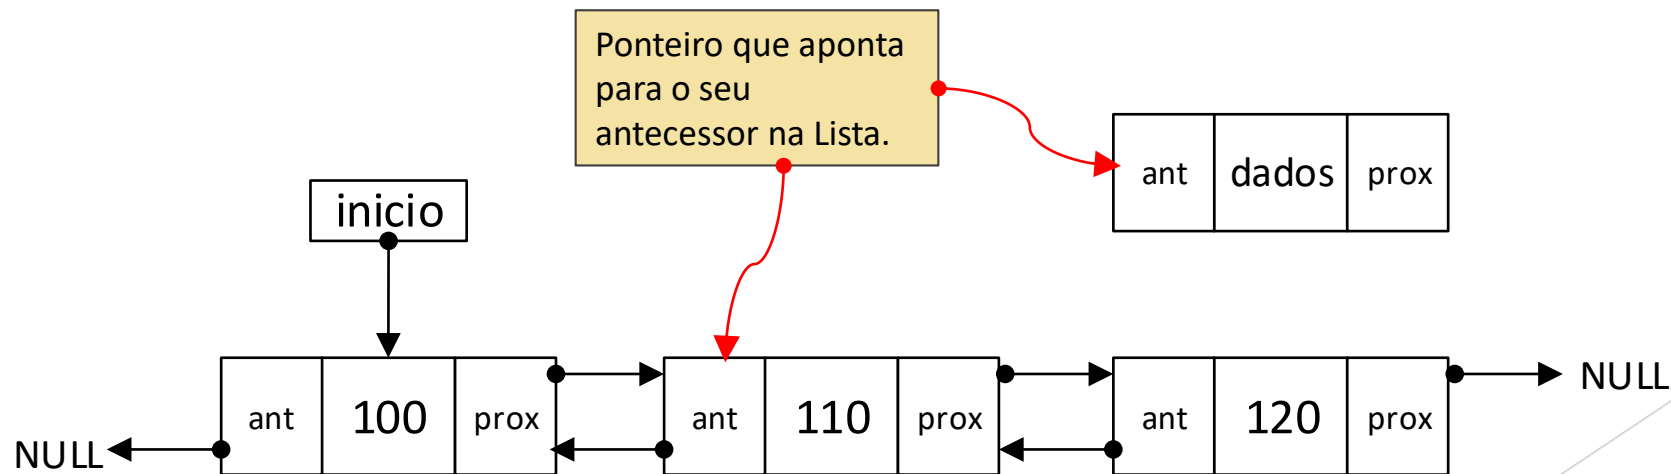 Ponteiro que aponta
para o seu
antecessor na Lista.
ant dados prox
inicio
ant 100 prox ant 110 prox ant 120 prox NULL
NULL